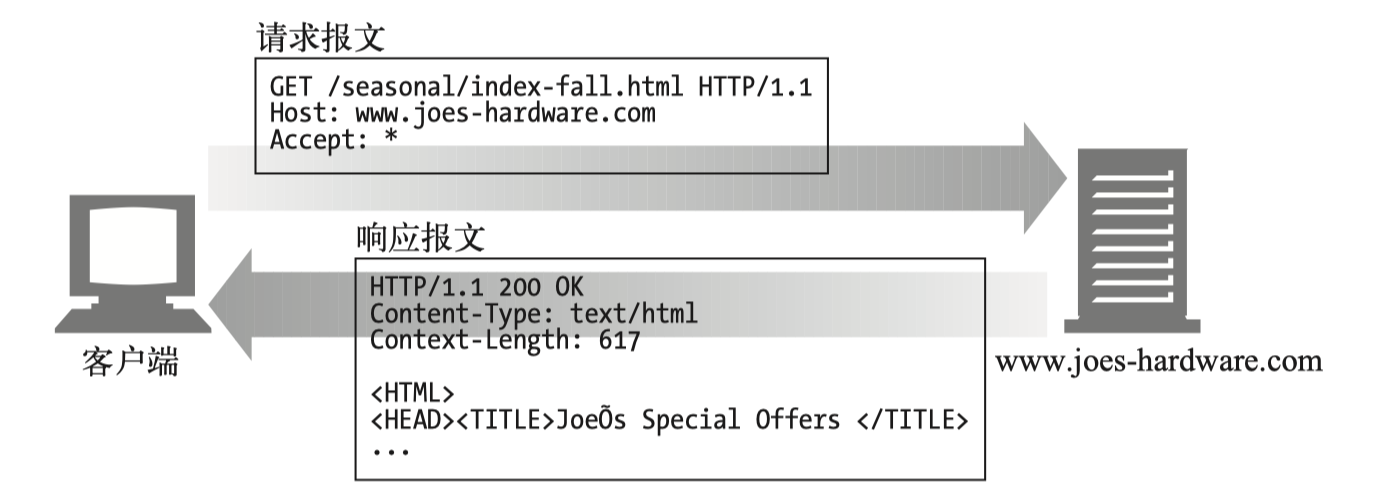 请求报文
GET /seasonal/index-fall.html HTTP/1.1
Host: www.joes-hardware.com
Accept: *
响应报文
HTTP/1.1 200 OK
Content-Type: text/html
Context-Length: 617
<HTML>
<HEAD><TITLE>JoeÕs Special Offers </TITLE>
...
客户端
www.joes-hardware.com